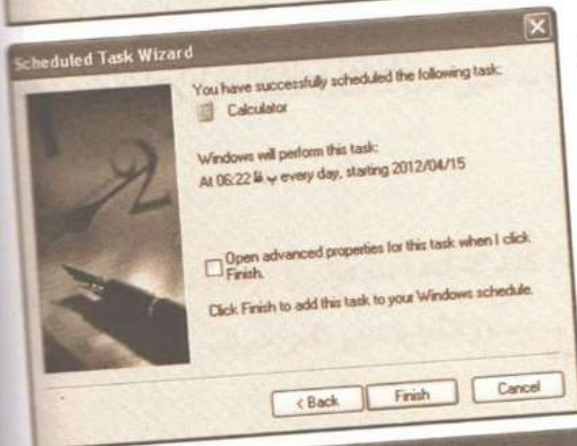 Scheduled Task Wizard
You have successfully scheduled the following task:
Calculator
Windows will perform this task:
At 06:22 ب.ظ every day, starting 2012/04/15
Open advanced properties for this task when I click
Finish.
Click Finish to add this task to your Windows schedule.
< Back
Finish
Cancel